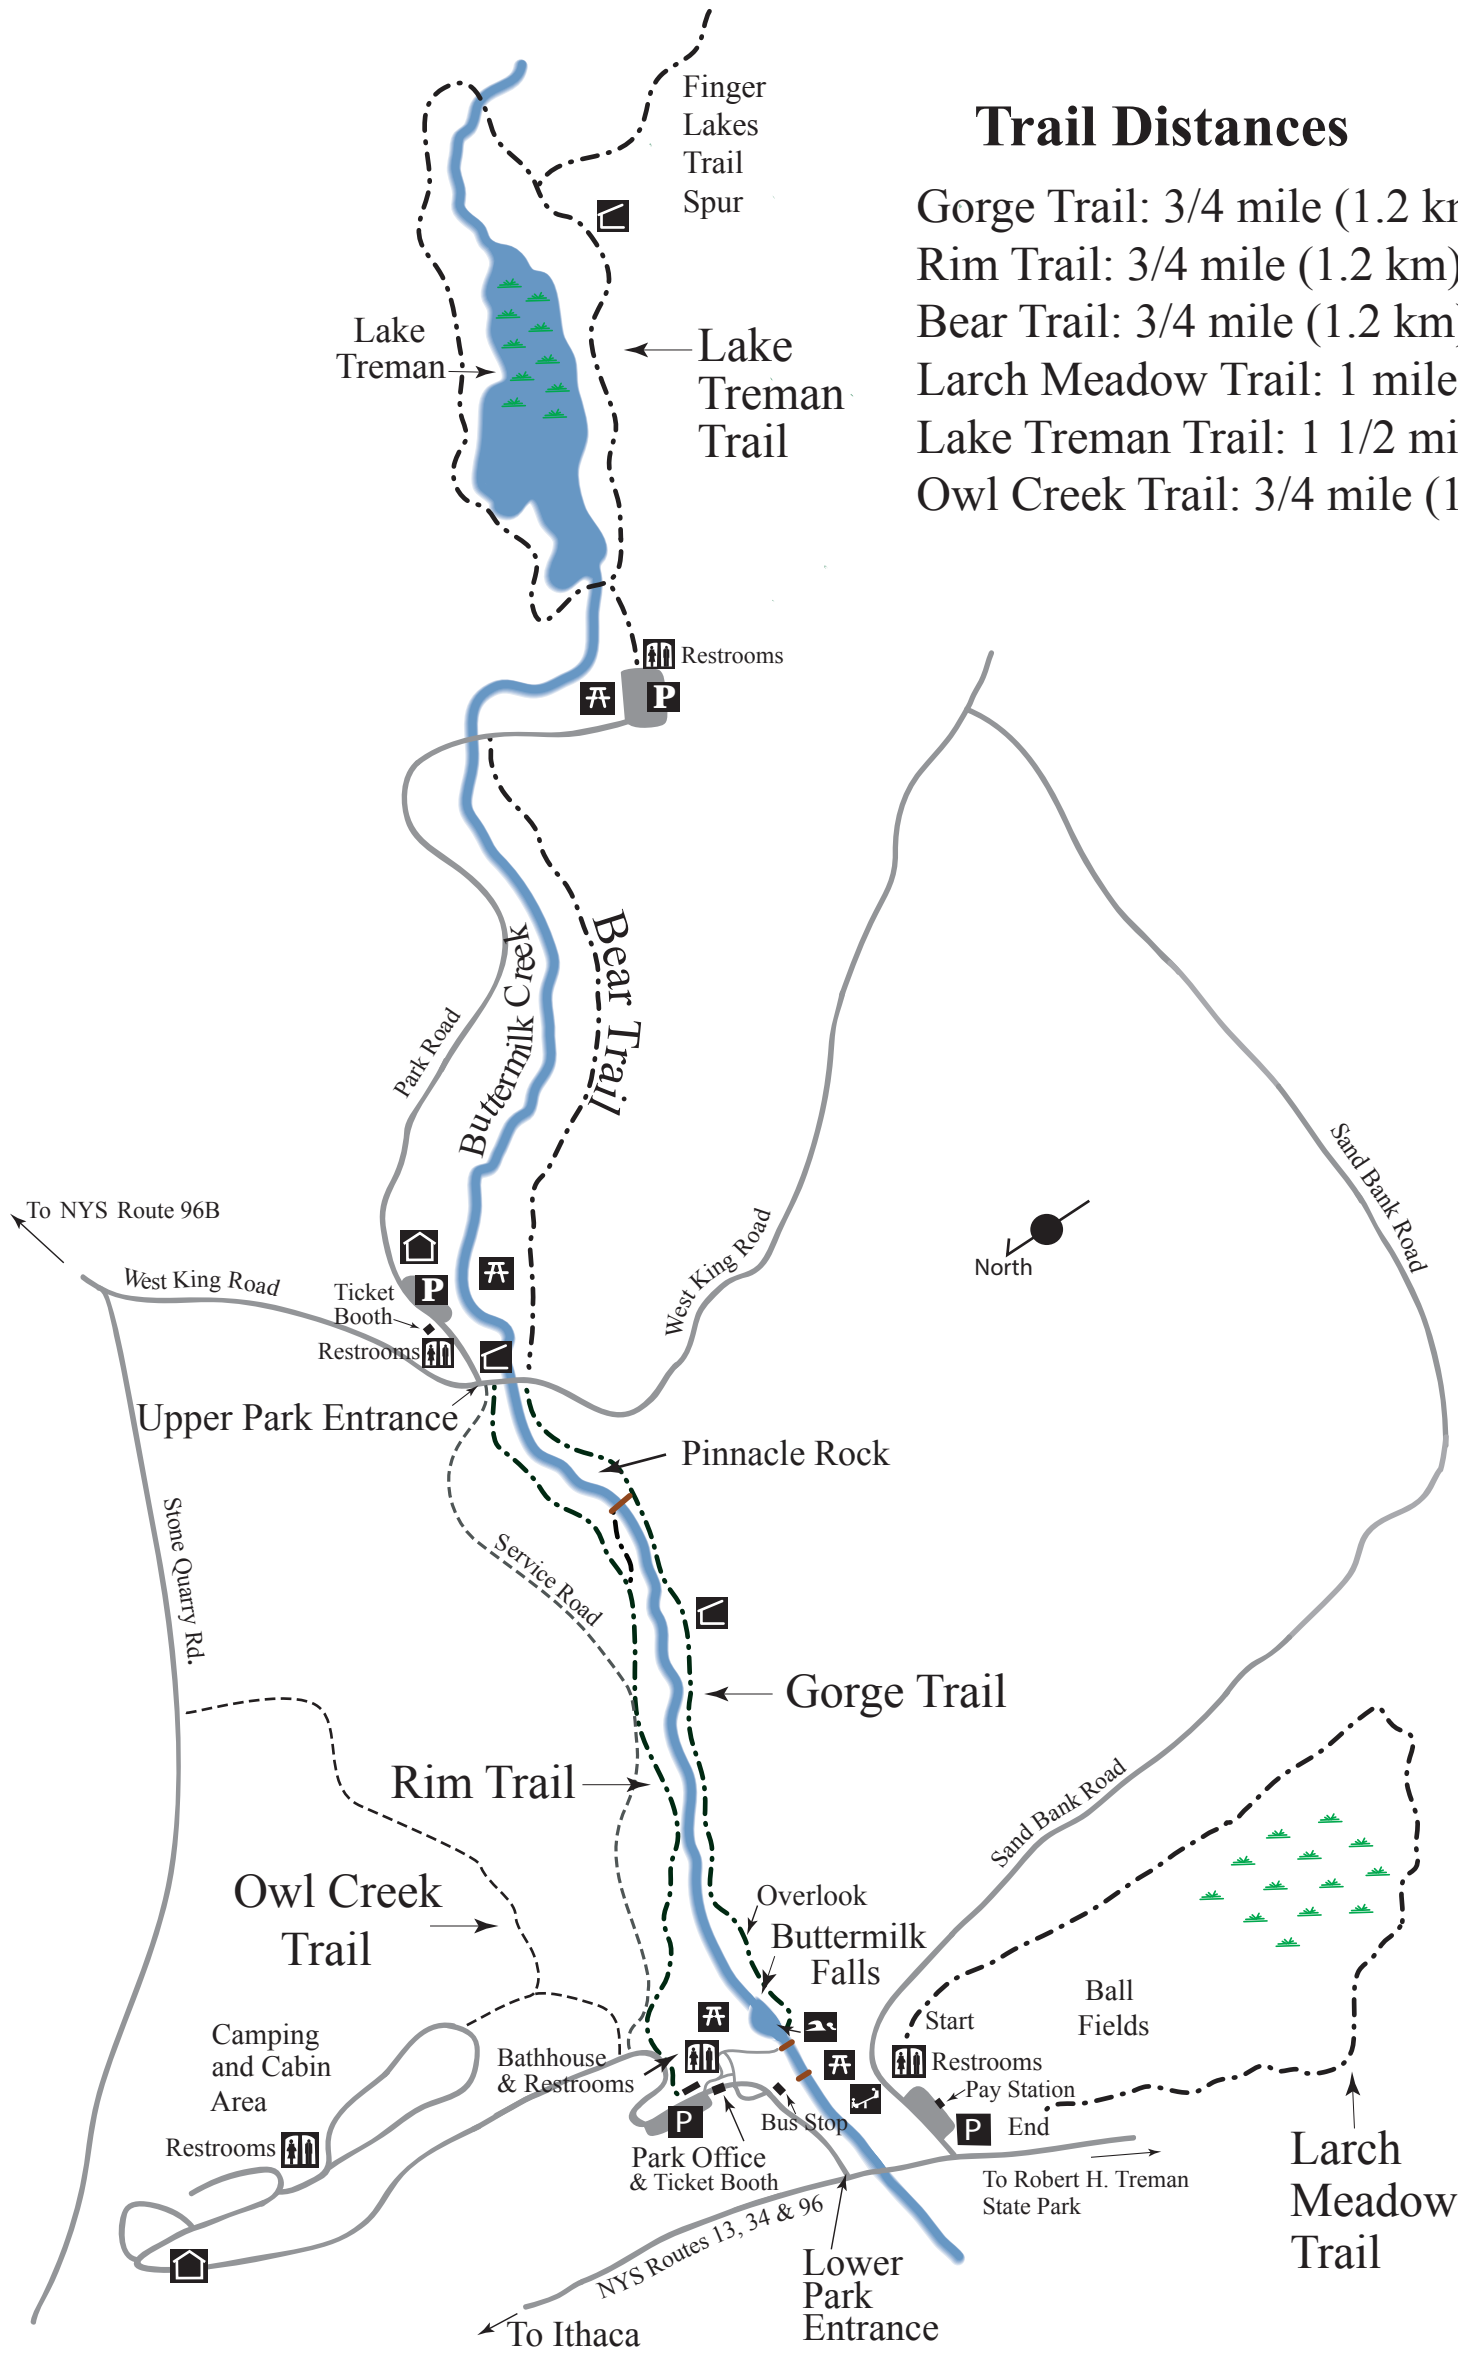 Finger
Lakes
Trail
Spur
Trail Distances
Gorge Trail: 3/4 mile (1.2 k
Rim Trail: 3/4 mile (1.2 km)
Bear Trail: 3/4 mile (1.2 km)
Larch Meadow Trail: 1 mile
Lake Treman Trail: 1 1/2 mi
Owl Creek Trail: 3/4 mile (1
Lake
Treman
Lake
Treman
Trail
Restrooms
P
Bear Trail
Buttermilk Creek
Park Road
Sand Bank Road
To NYS Route 96B
West King Road
West King Road
North
P
Ticket
Booth
Restrooms
Upper Park Entrance
Pinnacle Rock
Stone Quarry Rd.
Service Road
Gorge Trail
Rim Trail
Sand Bank Road
Owl Creek
Trail
Overlook
Buttermilk
Falls
Ball
Fields
Start
Camping
and Cabin
Area
Bathhouse
& Restrooms
Restrooms
Pay Station
P
Bus Stop
P
End
Restrooms
Park Office
& Ticket Booth
To Robert H. Treman
State Park
Larch
Meadow
Trail
NYS Routes 13, 34 & 96
Lower
Park
Entrance
To Ithaca